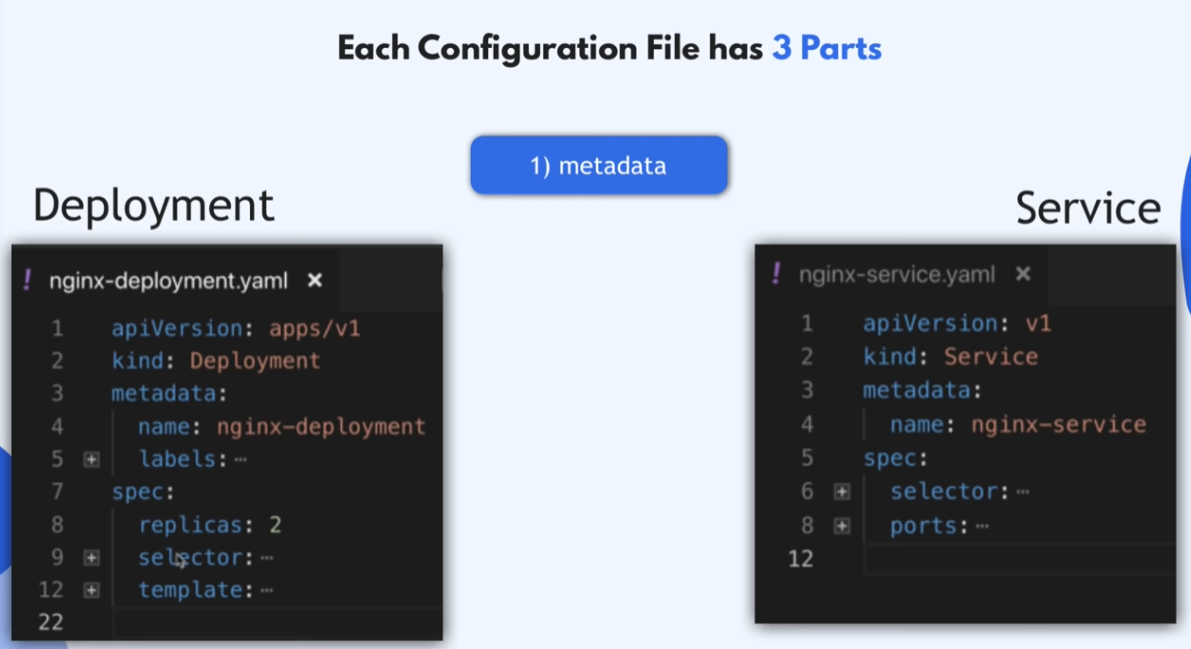 Each Configuration File has 3 Parts
1) metadata
Deployment
! nginx-deployment.yaml ×
1 apiVersion: apps/v1
2 kind: Deployment
3 metadata:
4 name: nginx-deployment
5 labels:⋯
7 spec:
8 replicas: 2
9 selector:⋯
12 template:⋯
22
Service
! nginx-service.yaml ×
1 apiVersion: v1
2 kind: Service
3 metadata:
4 name: nginx-service
5 spec:
6 selector:⋯
8 ports:⋯
12